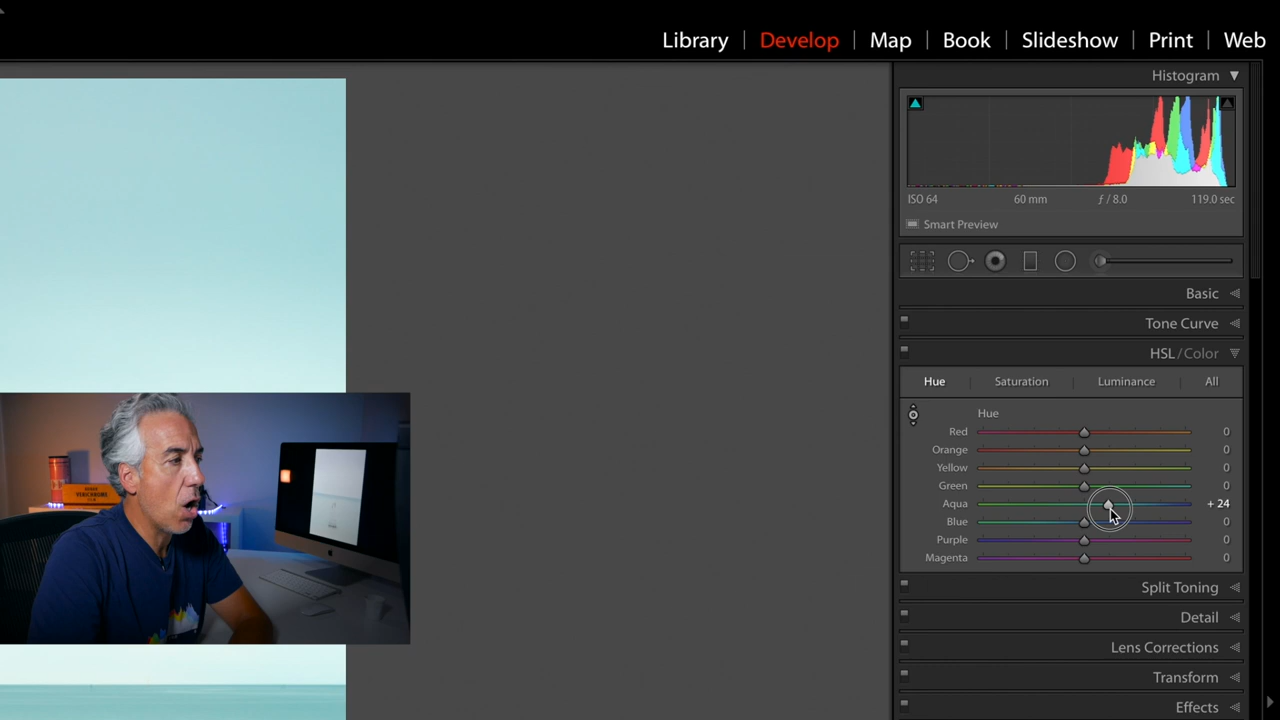 Library | Develop | Map | Book | Slideshow | Print | Web
Histogram
ISO 64 60 mm ƒ / 8.0 119.0 sec
Smart Preview
Basic
Tone Curve
HSL / Color
Hue | Saturation | Luminance | All
Hue
Red 0
Orange 0
Yellow 0
Green 0
Aqua + 24
Blue 0
Purple 0
Magenta 0
Split Toning
Detail
Lens Corrections
Transform
Effects